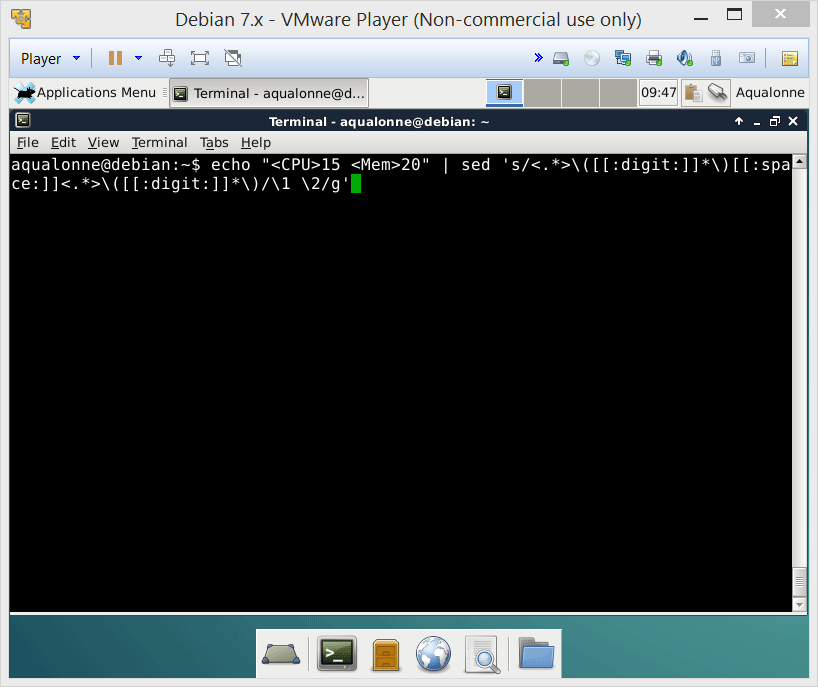 Debian 7.x - VMware Player (Non-commercial use only)
Player
Applications Menu
Terminal - aqualonne@d...
09:47
Aqualonne
Terminal - aqualonne@debian: ~
File Edit View Terminal Tabs Help
aqualonne@debian:~$ echo "<CPU>15 <Mem>20" | sed 's/<.*>\([[:digit:]]*\)[[:spa
ce:]]<.*>\([[:digit:]]*\)/\1 \2/g'